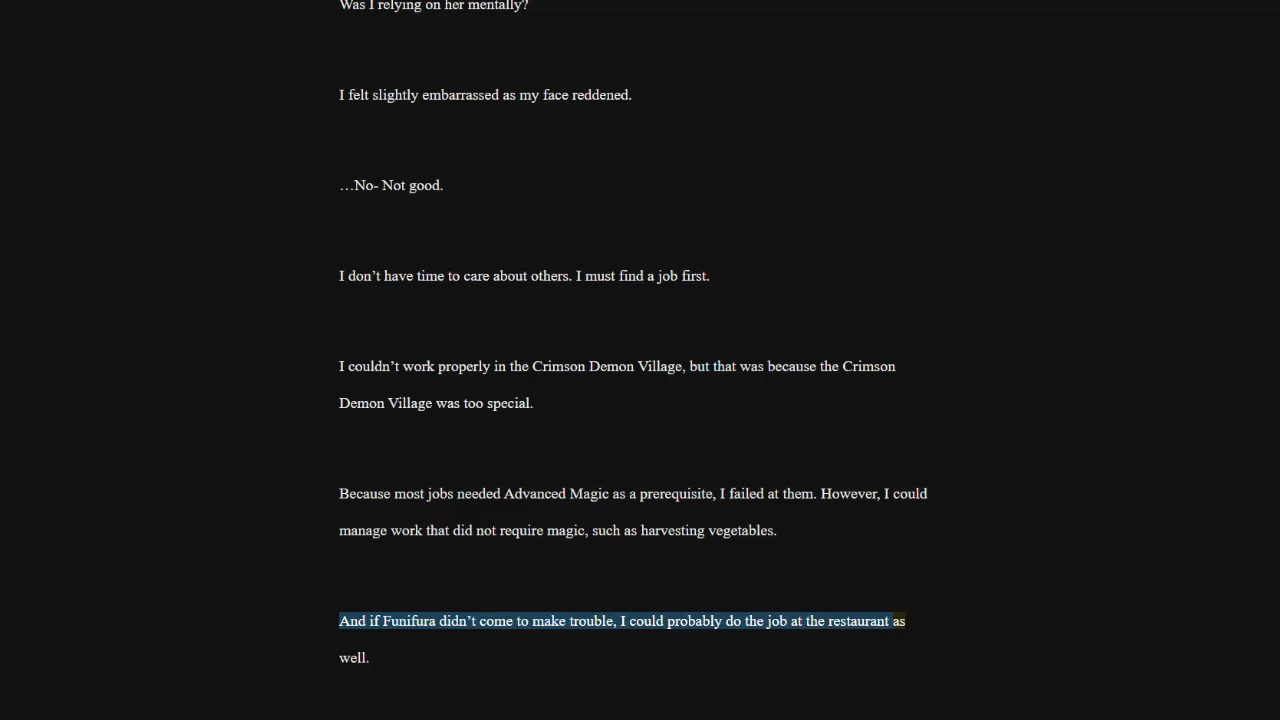 Was I relying on her mentally?
I felt slightly embarrassed as my face reddened.
…No- Not good.
I don’t have time to care about others. I must find a job first.
I couldn’t work properly in the Crimson Demon Village, but that was because the Crimson
Demon Village was too special.
Because most jobs needed Advanced Magic as a prerequisite, I failed at them. However, I could
manage work that did not require magic, such as harvesting vegetables.
And if Funifura didn’t come to make trouble, I could probably do the job at the restaurant as
well.